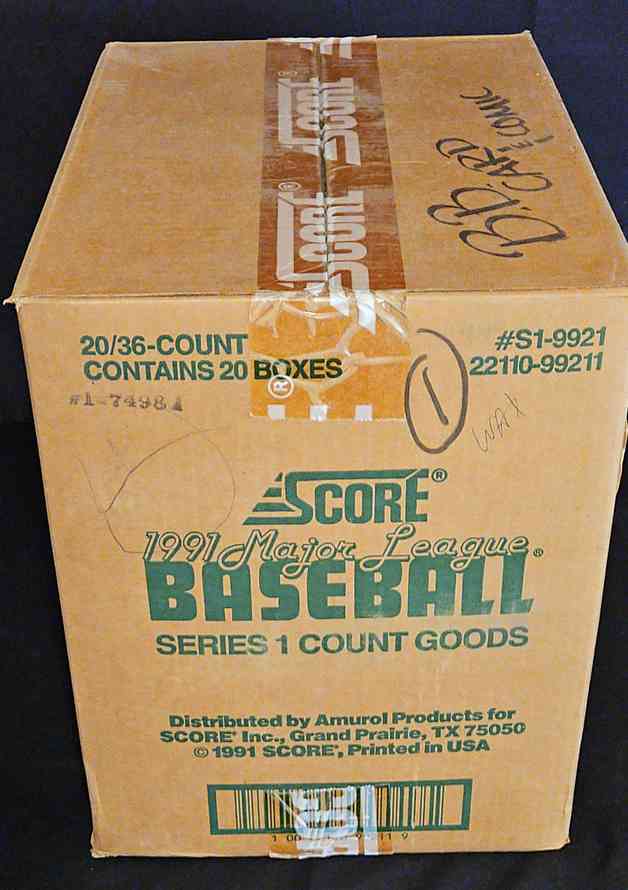 SCORE®
SCORE®
B.B. CARD
& COMIC
20/36-COUNT
CONTAINS 20 BOXES
#S1-9921
22110-99211
1
WAX
SCORE®
1991 Major League
BASEBALL®
SERIES 1 COUNT GOODS
Distributed by Amurol Products for
SCORE® Inc., Grand Prairie, TX 75050
© 1991 SCORE®, Printed in USA